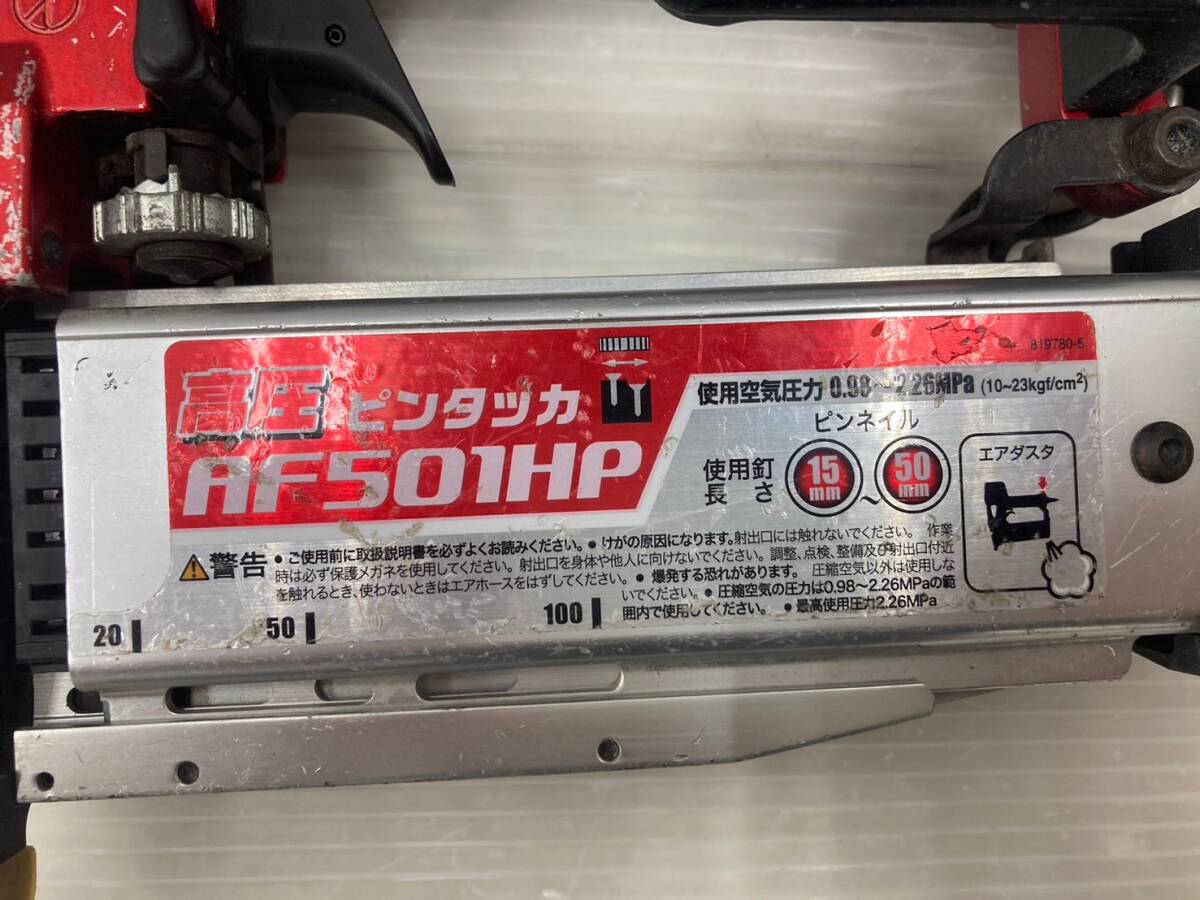 819780-5
高圧 ピンタッカ
AF501HP
使用空気圧力 0.98～2.26MPa (10~23kgf/cm²)
ピンネイル
使用釘
長さ
15
mm
～
50
mm
エアダスタ
警告
● ご使用前に取扱説明書を必ずよくお読みください。● けがの原因になります。射出口には触れないでください。 作業
時は必ず保護メガネを使用してください。射出口を身体や他人に向けないでください。調整、点検、整備及び射出口付近
を触れるとき、使わないときはエアホースをはずしてください。● 爆発する恐れがあります。 圧縮空気以外は使用しな
いでください。● 圧縮空気の圧力は0.98～2.26MPaの範
囲内で使用してください。 ● 最高使用圧力2.26MPa
20
50
100